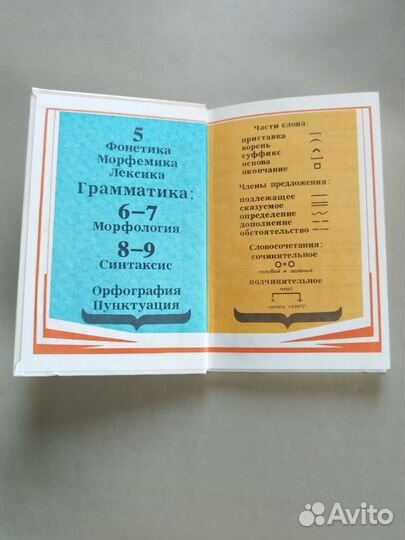 5
Фонетика
Морфемика
Лексика
Грамматика:
6–7
Морфология
8–9
Синтаксис
Орфография
Пунктуация
Части слова:
приставка
корень
суффикс
основа
окончание
Члены предложения:
подлежащее
сказуемое
определение
дополнение
обстоятельство
Словосочетания:
сочинительное
голубой и зелёный
подчинительное
что?
читать газету
Avito